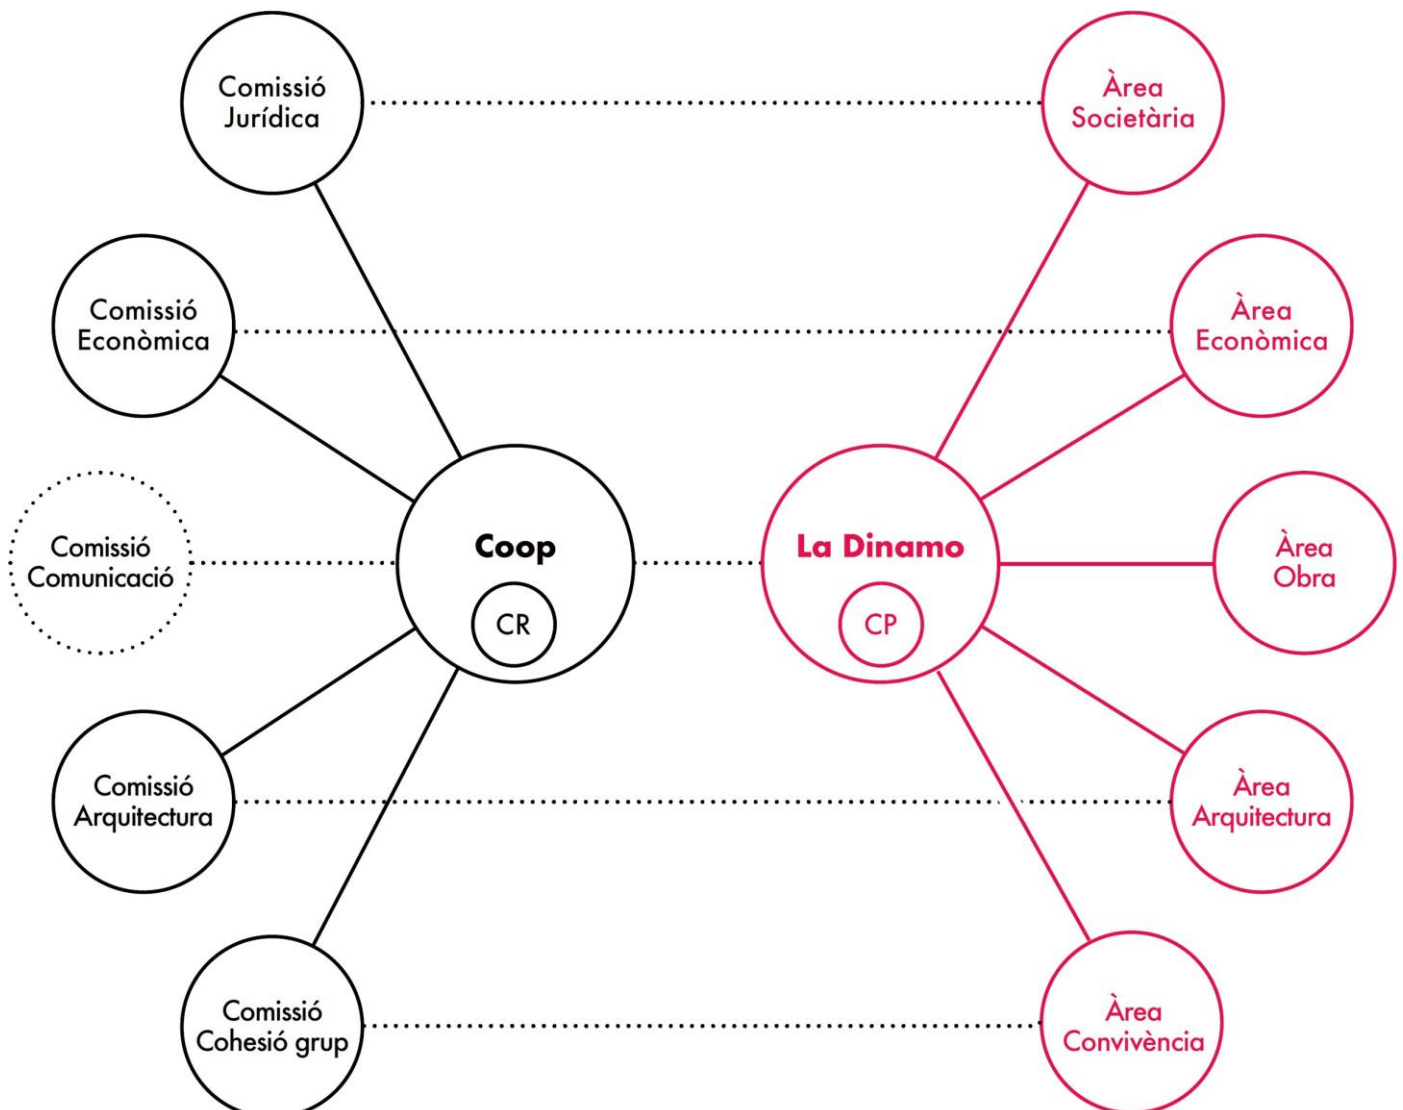 Comissió
Jurídica
Àrea
Societària
Comissió
Econòmica
Àrea
Econòmica
Comissió
Comunicació
Coop
CR
La Dinamo
CP
Àrea
Obra
Comissió
Arquitectura
Àrea
Arquitectura
Comissió
Cohesió grup
Àrea
Convivència